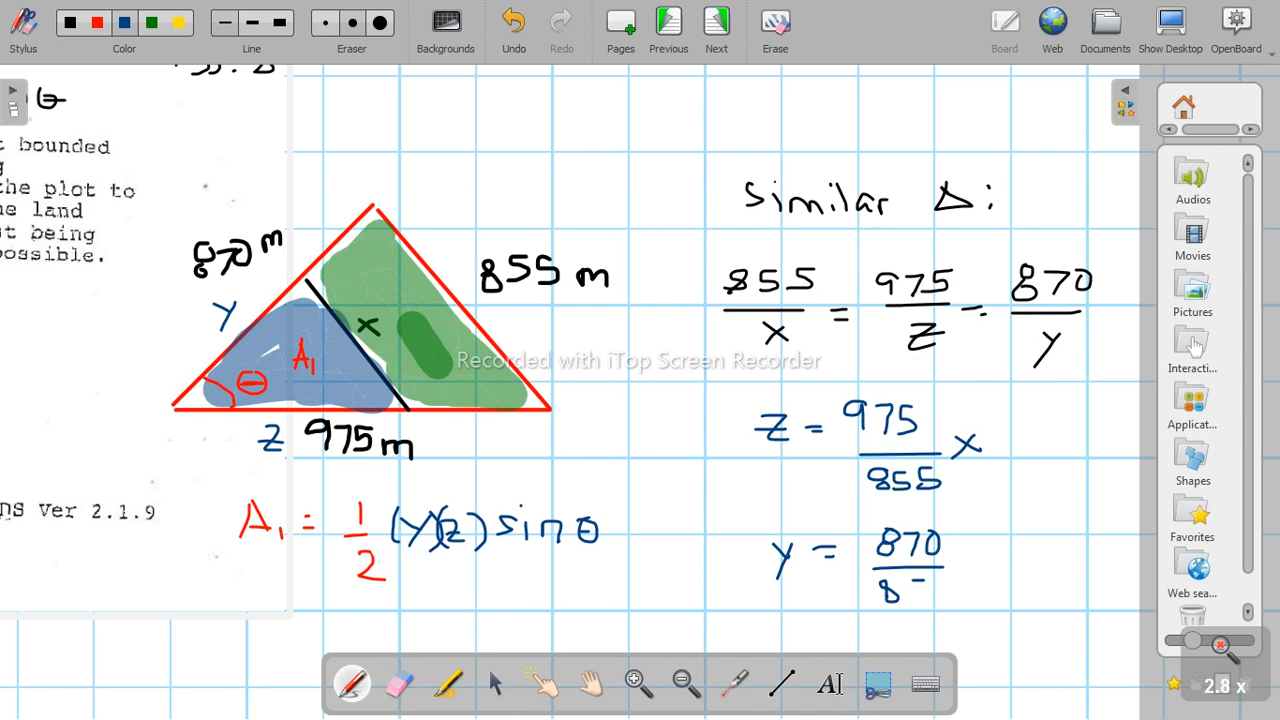 Stylus
Color
Line
Eraser
Backgrounds
Undo
Redo
Pages
Previous
Next
Erase
Board
Web
Documents
Show Desktop
OpenBoard
bounded
the plot to
land
being
possible.
Ver 2.1.9
870 m
855 m
y
x
A₁
θ
z 975 m
A₁ = 1/2 (y)(z) sin θ
Similar Δ:
855/x = 975/z = 870/y
z = 975/855 x
y = 870/85
Recorded with iTop Screen Recorder
Audios
Movies
Pictures
Interacti...
Applicat...
Shapes
Favorites
Web sea...
2.8 x